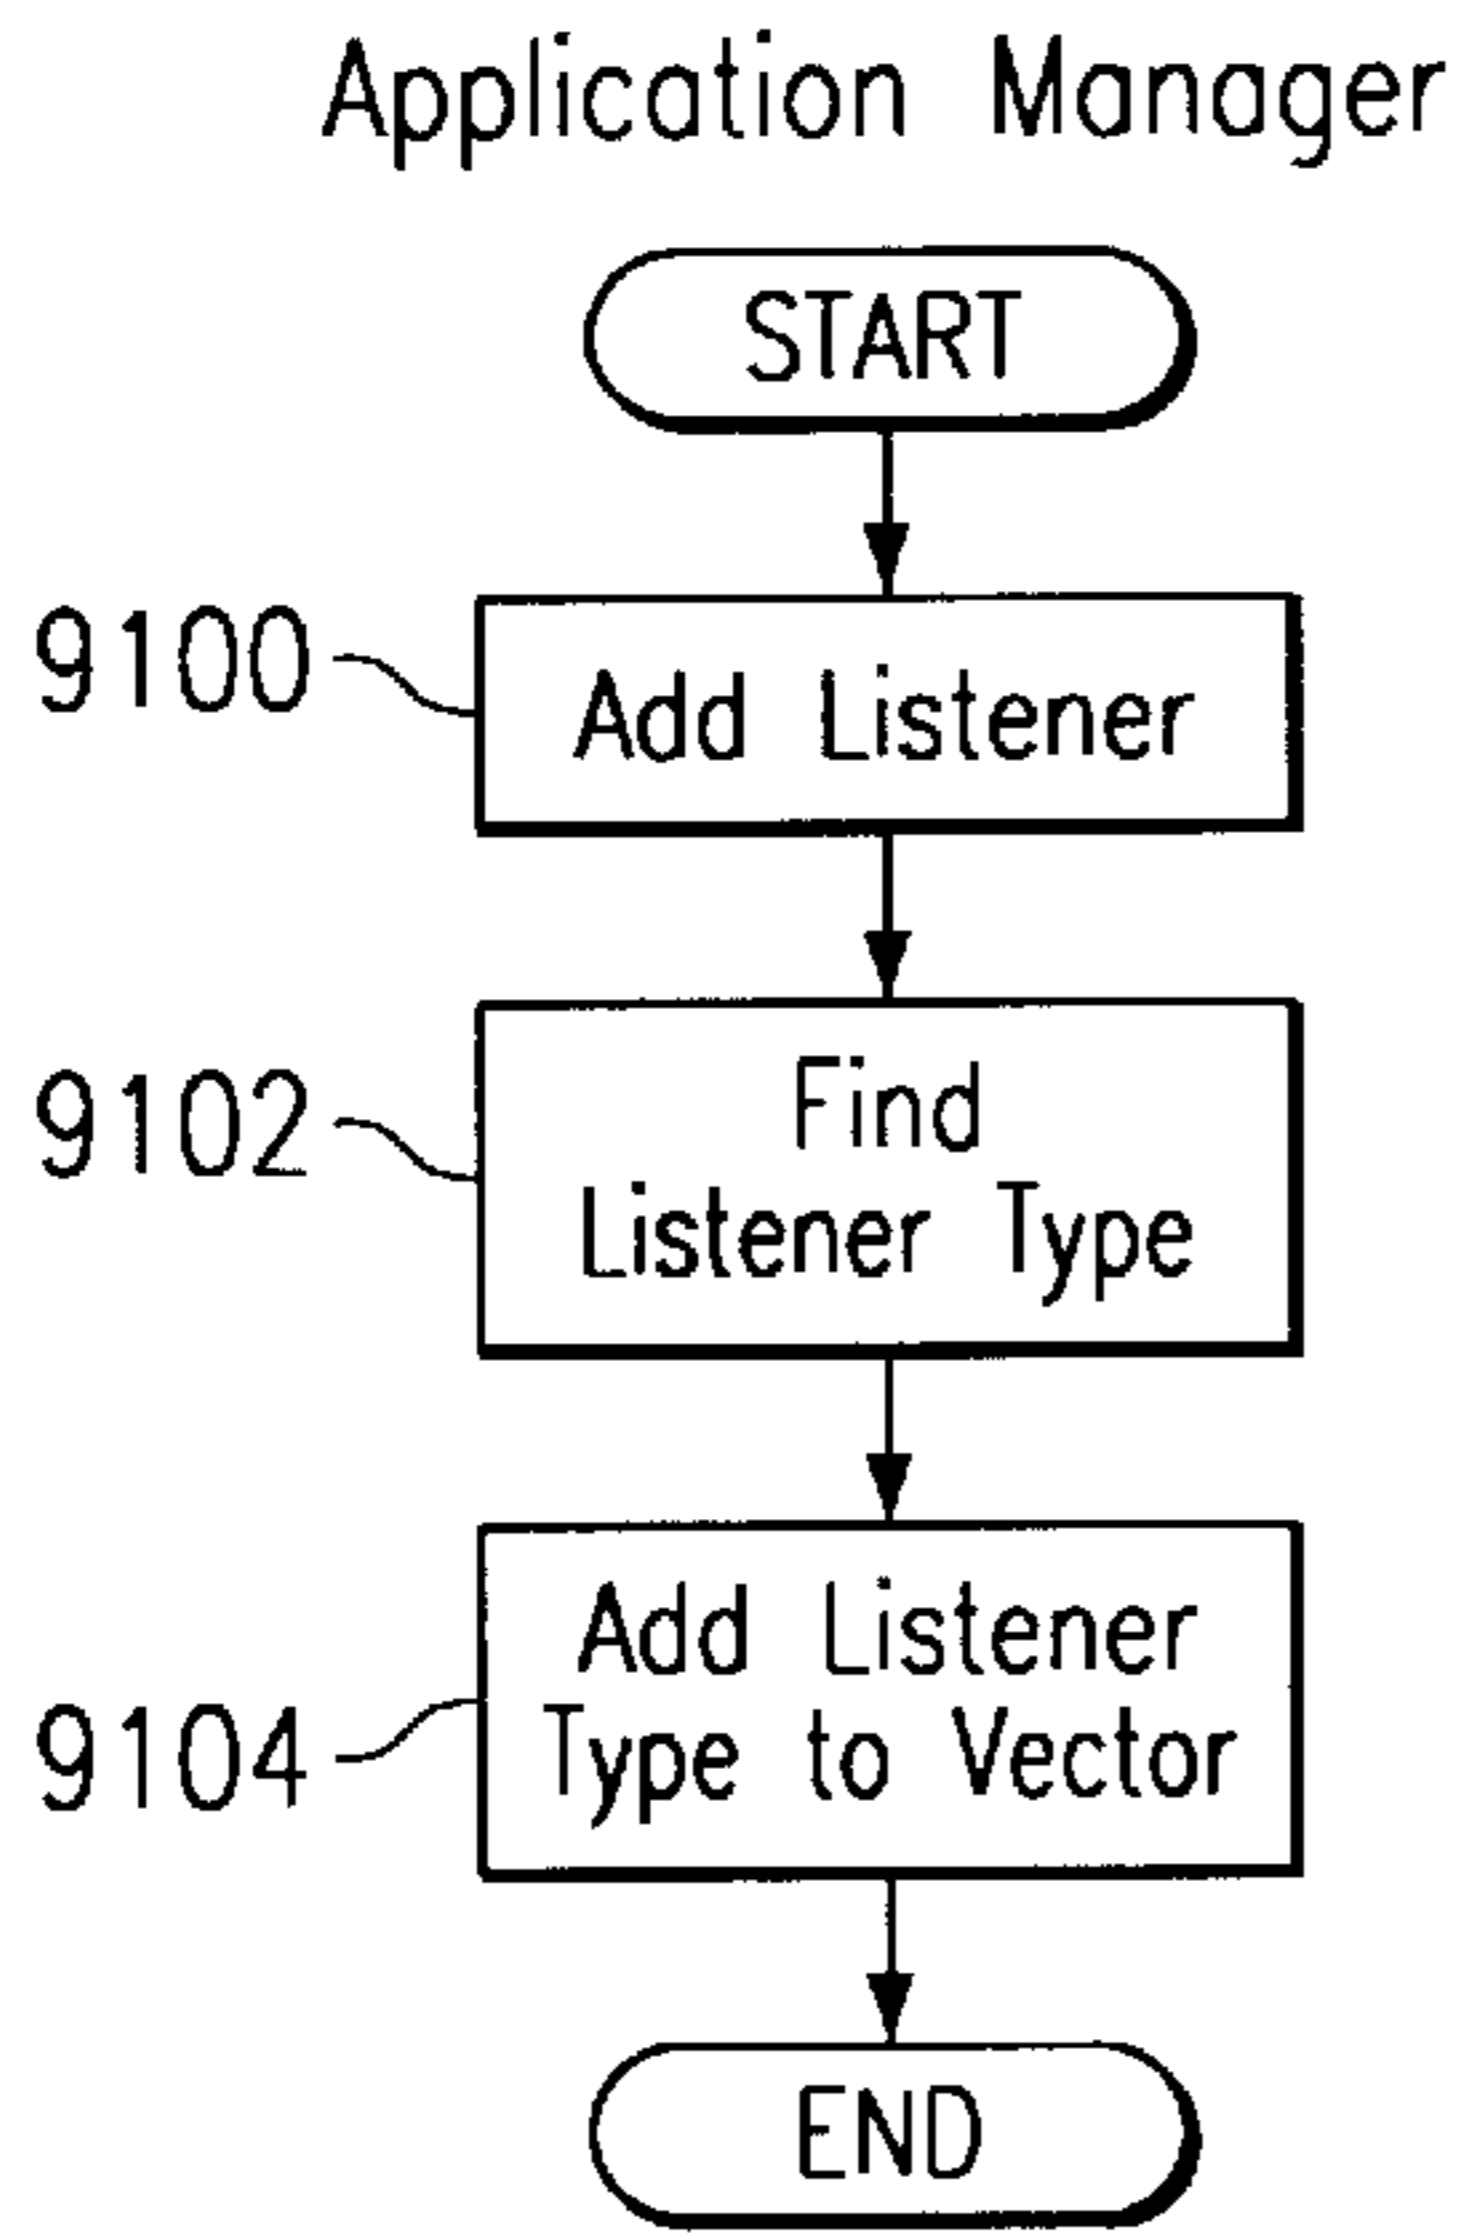 Application Manager
START
9100
Add Listener
9102
Find
Listener Type
9104
Add Listener
Type to Vector
END